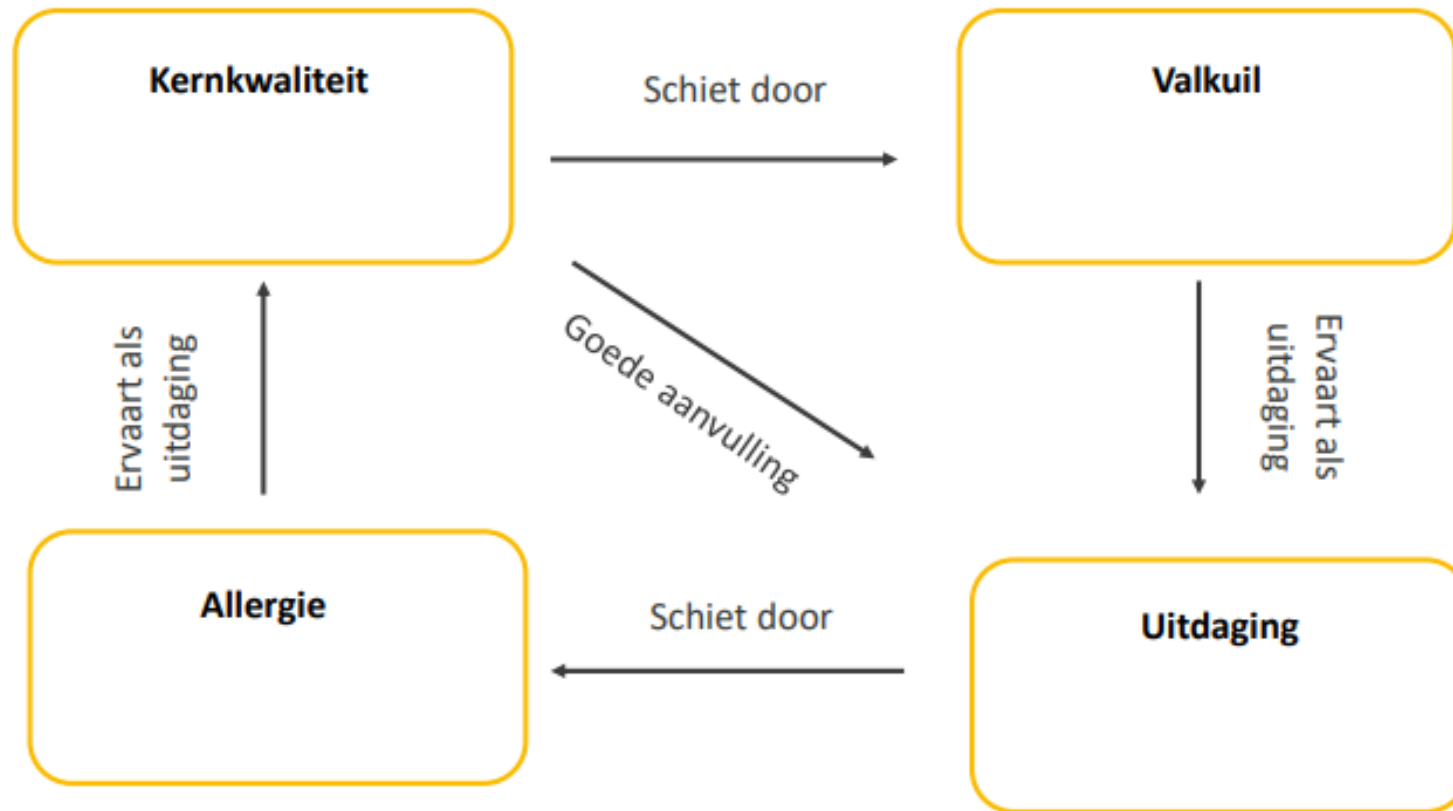 Kernkwaliteit
Schiet door
Valkuil
Ervaart als
uitdaging
Goede aanvulling
Ervaart als
uitdaging
Allergie
Schiet door
Uitdaging